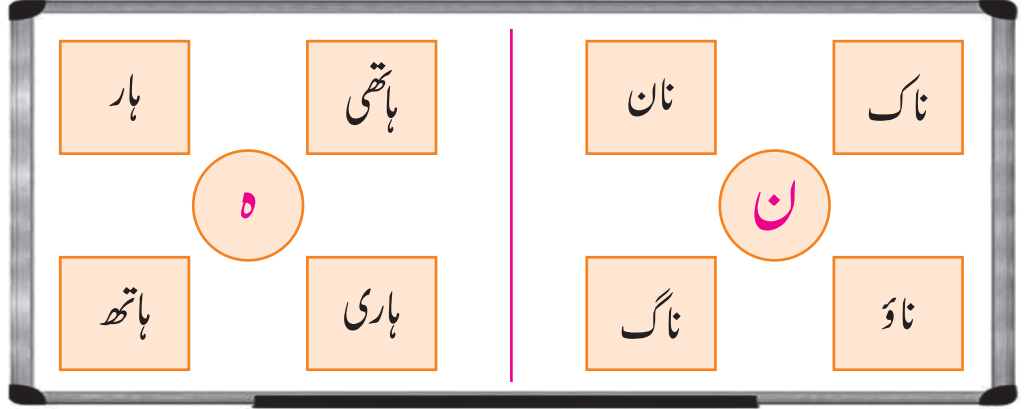 ناک نان
ن
ناؤ ناگ
ہاتھی ہار
ہ
ہاری ہاتھ